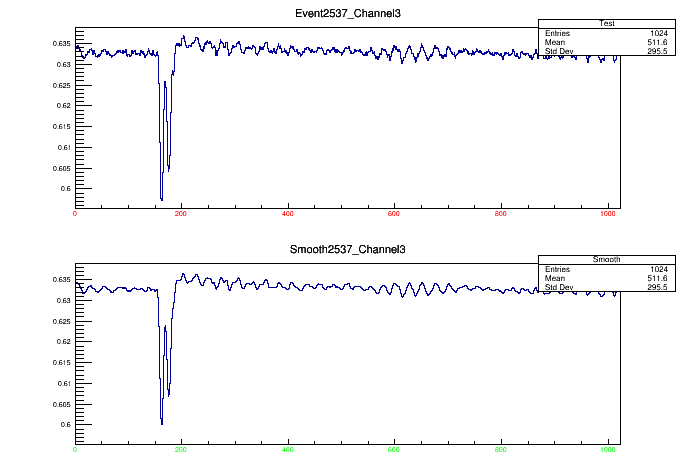 Event2537_Channel3
Test
Entries 1024
Mean 511.6
Std Dev 295.5
0.635
0.63
0.625
0.62
0.615
0.61
0.605
0.6
0 200 400 600 800 1000
Smooth2537_Channel3
Smooth
Entries 1024
Mean 511.6
Std Dev 295.5
0.635
0.63
0.625
0.62
0.615
0.61
0.605
0.6
0 200 400 600 800 1000